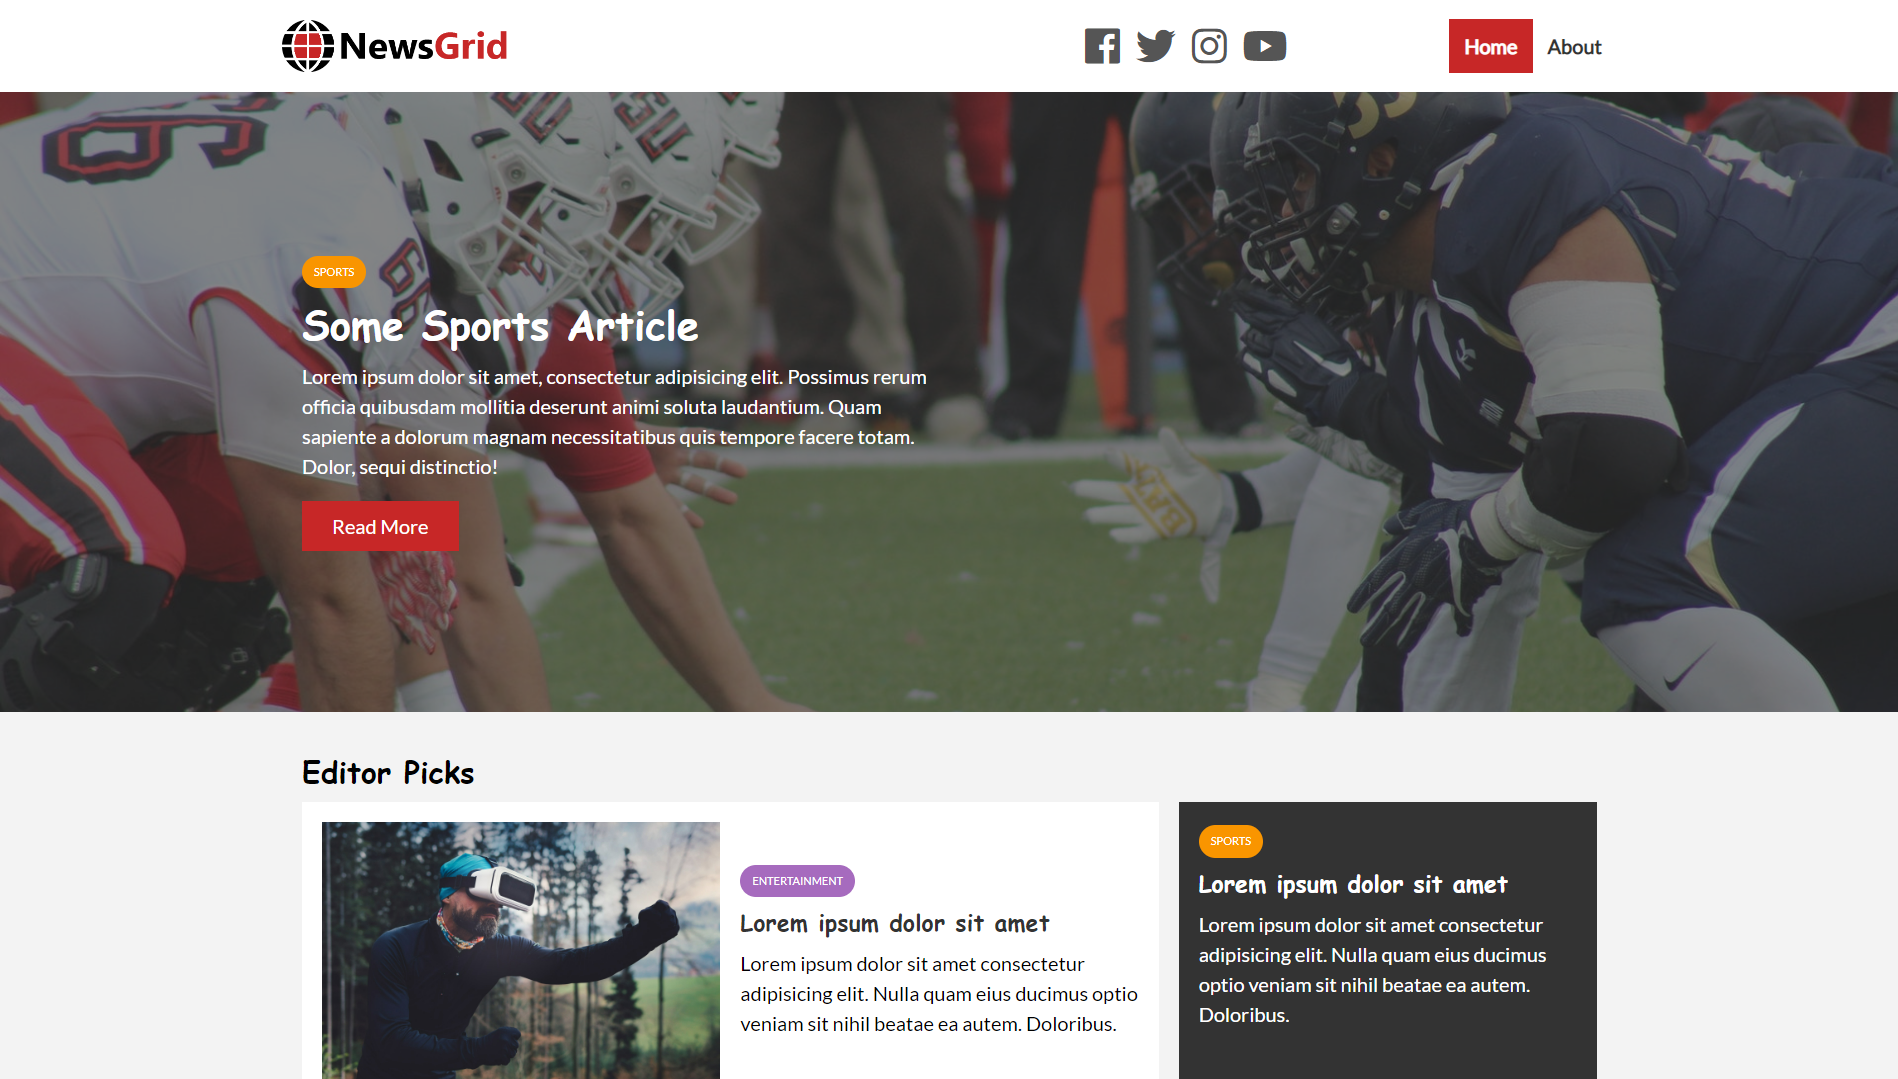 NewsGrid
Home
About
SPORTS
Some Sports Article
Lorem ipsum dolor sit amet, consectetur adipisicing elit. Possimus rerum
officia quibusdam mollitia deserunt animi soluta laudantium. Quam
sapiente a dolorum magnam necessitatibus quis tempore facere totam.
Dolor, sequi distinctio!
Read More
Editor Picks
ENTERTAINMENT
Lorem ipsum dolor sit amet
Lorem ipsum dolor sit amet consectetur
adipisicing elit. Nulla quam eius ducimus optio
veniam sit nihil beatae ea autem. Doloribus.
SPORTS
Lorem ipsum dolor sit amet
Lorem ipsum dolor sit amet consectetur
adipisicing elit. Nulla quam eius ducimus
optio veniam sit nihil beatae ea autem.
Doloribus.